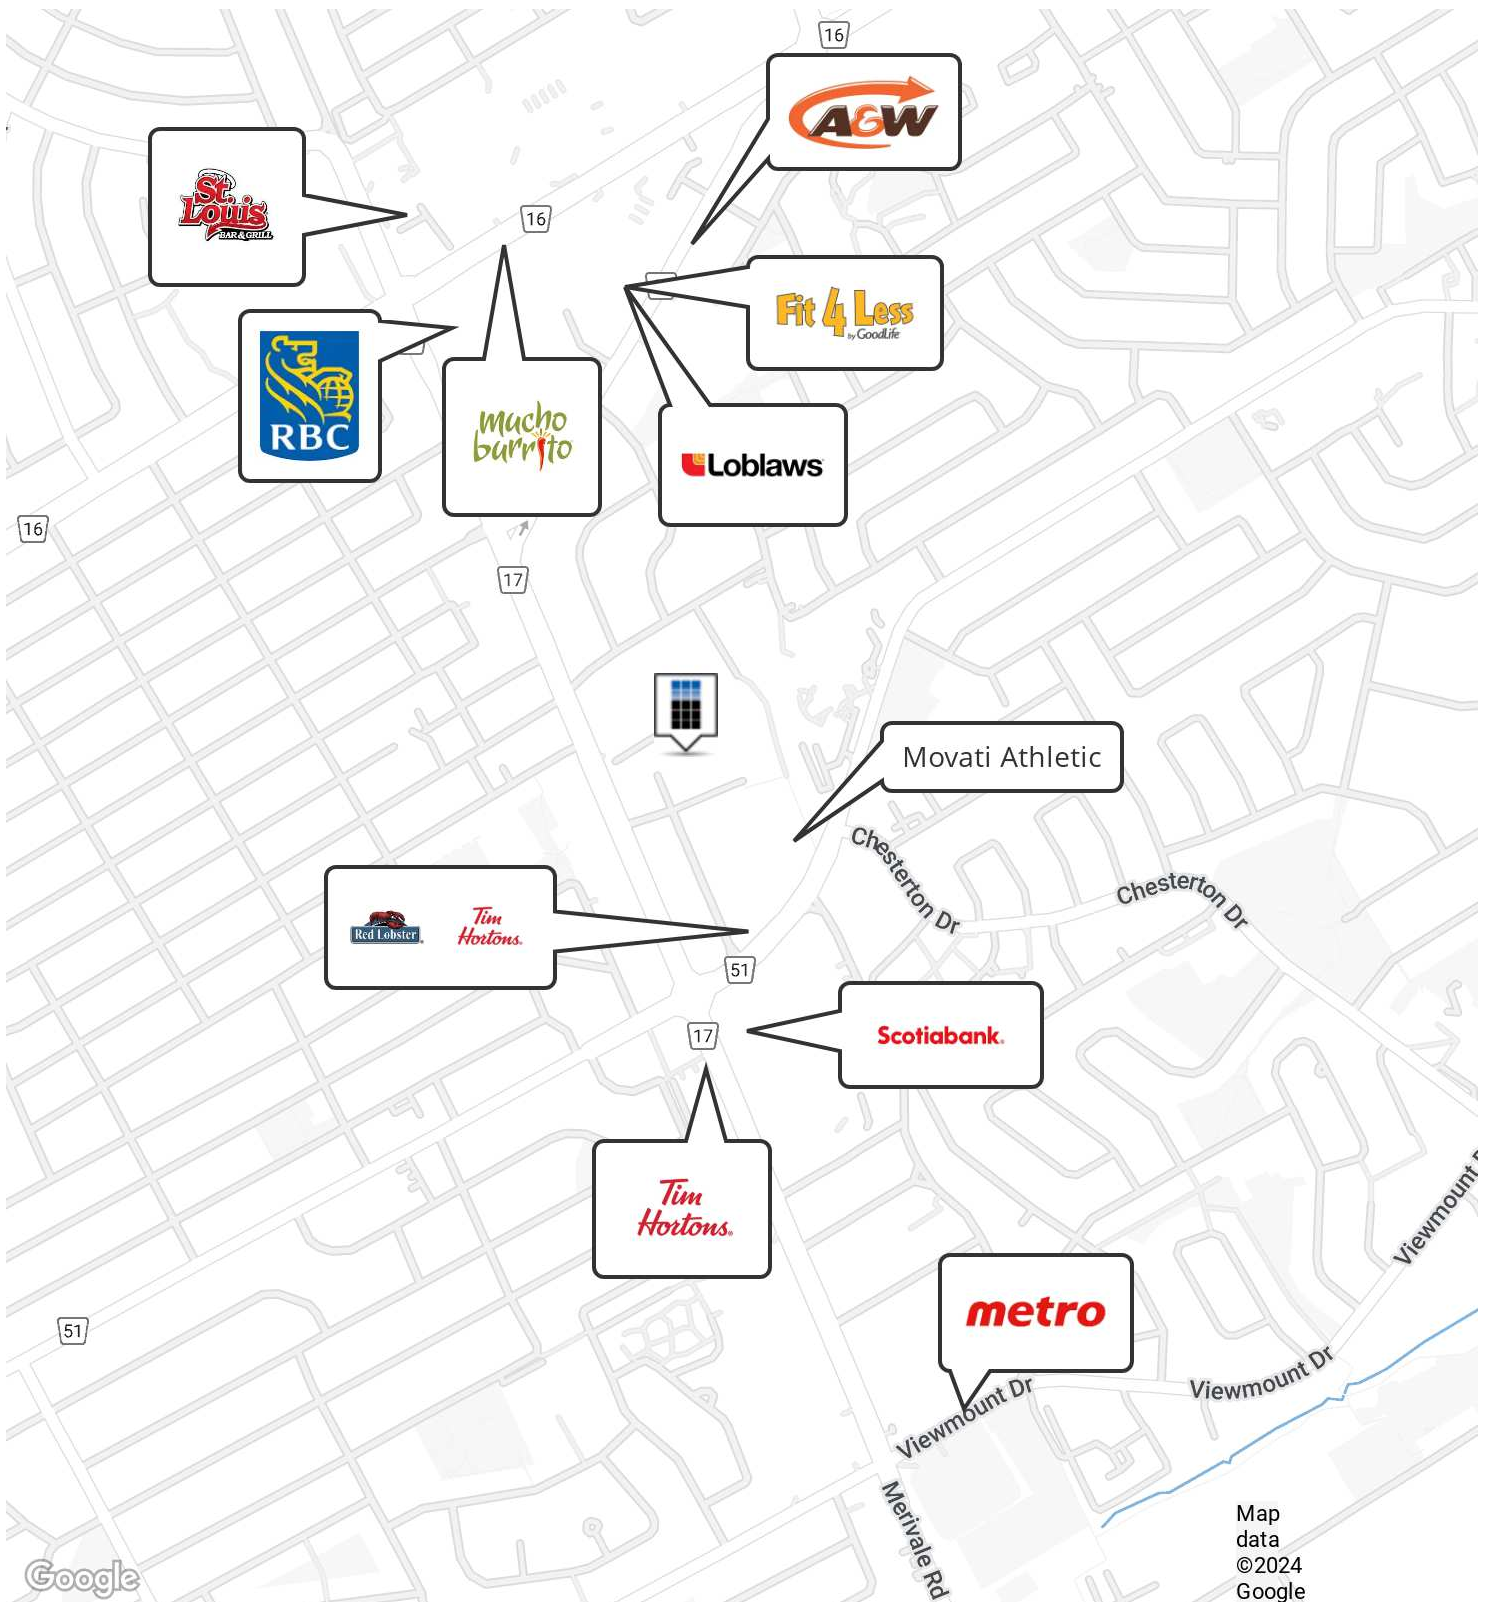 16
A&W
St.
Louis
BAR & GRILL
16
Fit 4 Less
by GoodLife
RBC
mucho
burrito
Loblaws
16
17
Movati Athletic
Chesterton Dr
Chesterton Dr
Red Lobster
Tim
Hortons.
51
17
Scotiabank.
Tim
Hortons.
Viewmount
metro
51
Viewmount Dr
Viewmount Dr
Merivale Rd
Map
data
©2024
Google
Google